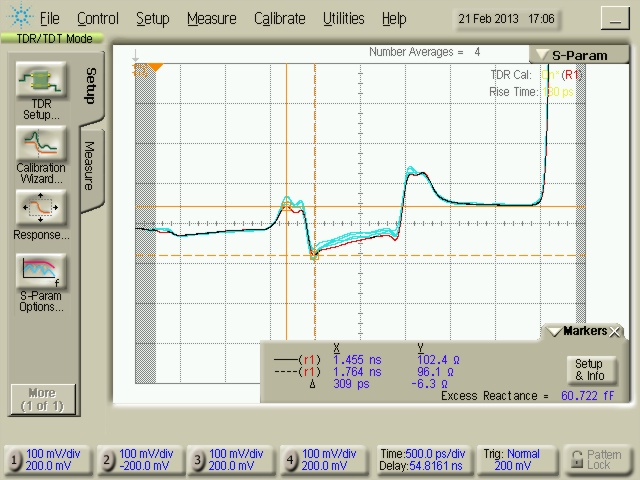 File Control Setup Measure Calibrate Utilities Help 21 Feb 2013 17:06
TDR/TDT Mode
Number Averages = 4
S-Param
TDR Cal: On* (R1)
Rise Time: 130 ps
Setup
Measure
TDR
Setup...
Calibration
Wizard...
Response...
S-Param
Options...
More
(1 of 1)
Markers
X Y
(r1) 1.455 ns 102.4 Ω
(r1) 1.764 ns 96.1 Ω
Δ 309 ps -6.3 Ω
Setup
& Info
Excess Reactance = 60.722 fF
1 100 mV/div
200.0 mV
2 100 mV/div
-200.0 mV
3 100 mV/div
200.0 mV
4 100 mV/div
200.0 mV
Time:500.0 ps/div
Delay:54.8161 ns
Trig: Normal
200 mV
Pattern
Lock